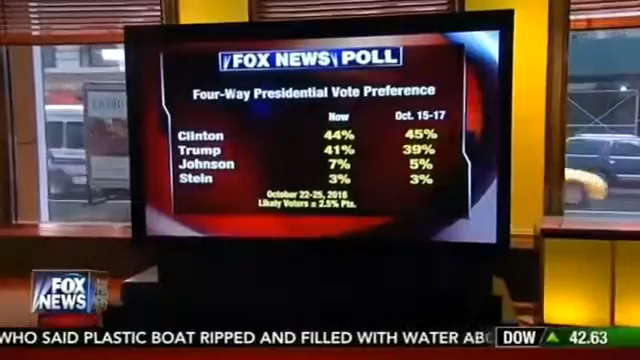 FOX NEWS POLL
Four-Way Presidential Vote Preference
Now Oct. 15-17
Clinton 44% 45%
Trump 41% 39%
Johnson 7% 5%
Stein 3% 3%
October 22-25, 2016
Likely Voters ± 2.5% Pts.
FOX
NEWS
WHO SAID PLASTIC BOAT RIPPED AND FILLED WITH WATER
DOW ▲ 42.63